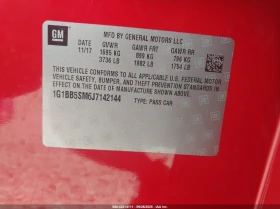 GM
MFD BY GENERAL MOTORS LLC
DATE GVWR GAWR FR GAWR RR
11/17 1695 KG 899 KG 796 KG
3736 LB 1982 LB 1754 LB
THIS VEHICLE CONFORMS TO ALL APPLICABLE U.S. FEDERAL MOTOR
VEHICLE SAFETY, BUMPER, AND THEFT PREVENTION STANDARDS IN
EFFECT ON THE DATE OF MANUFACTURE SHOWN ABOVE.
1G1BB5SM6J7142144
TYPE: PASS CAR